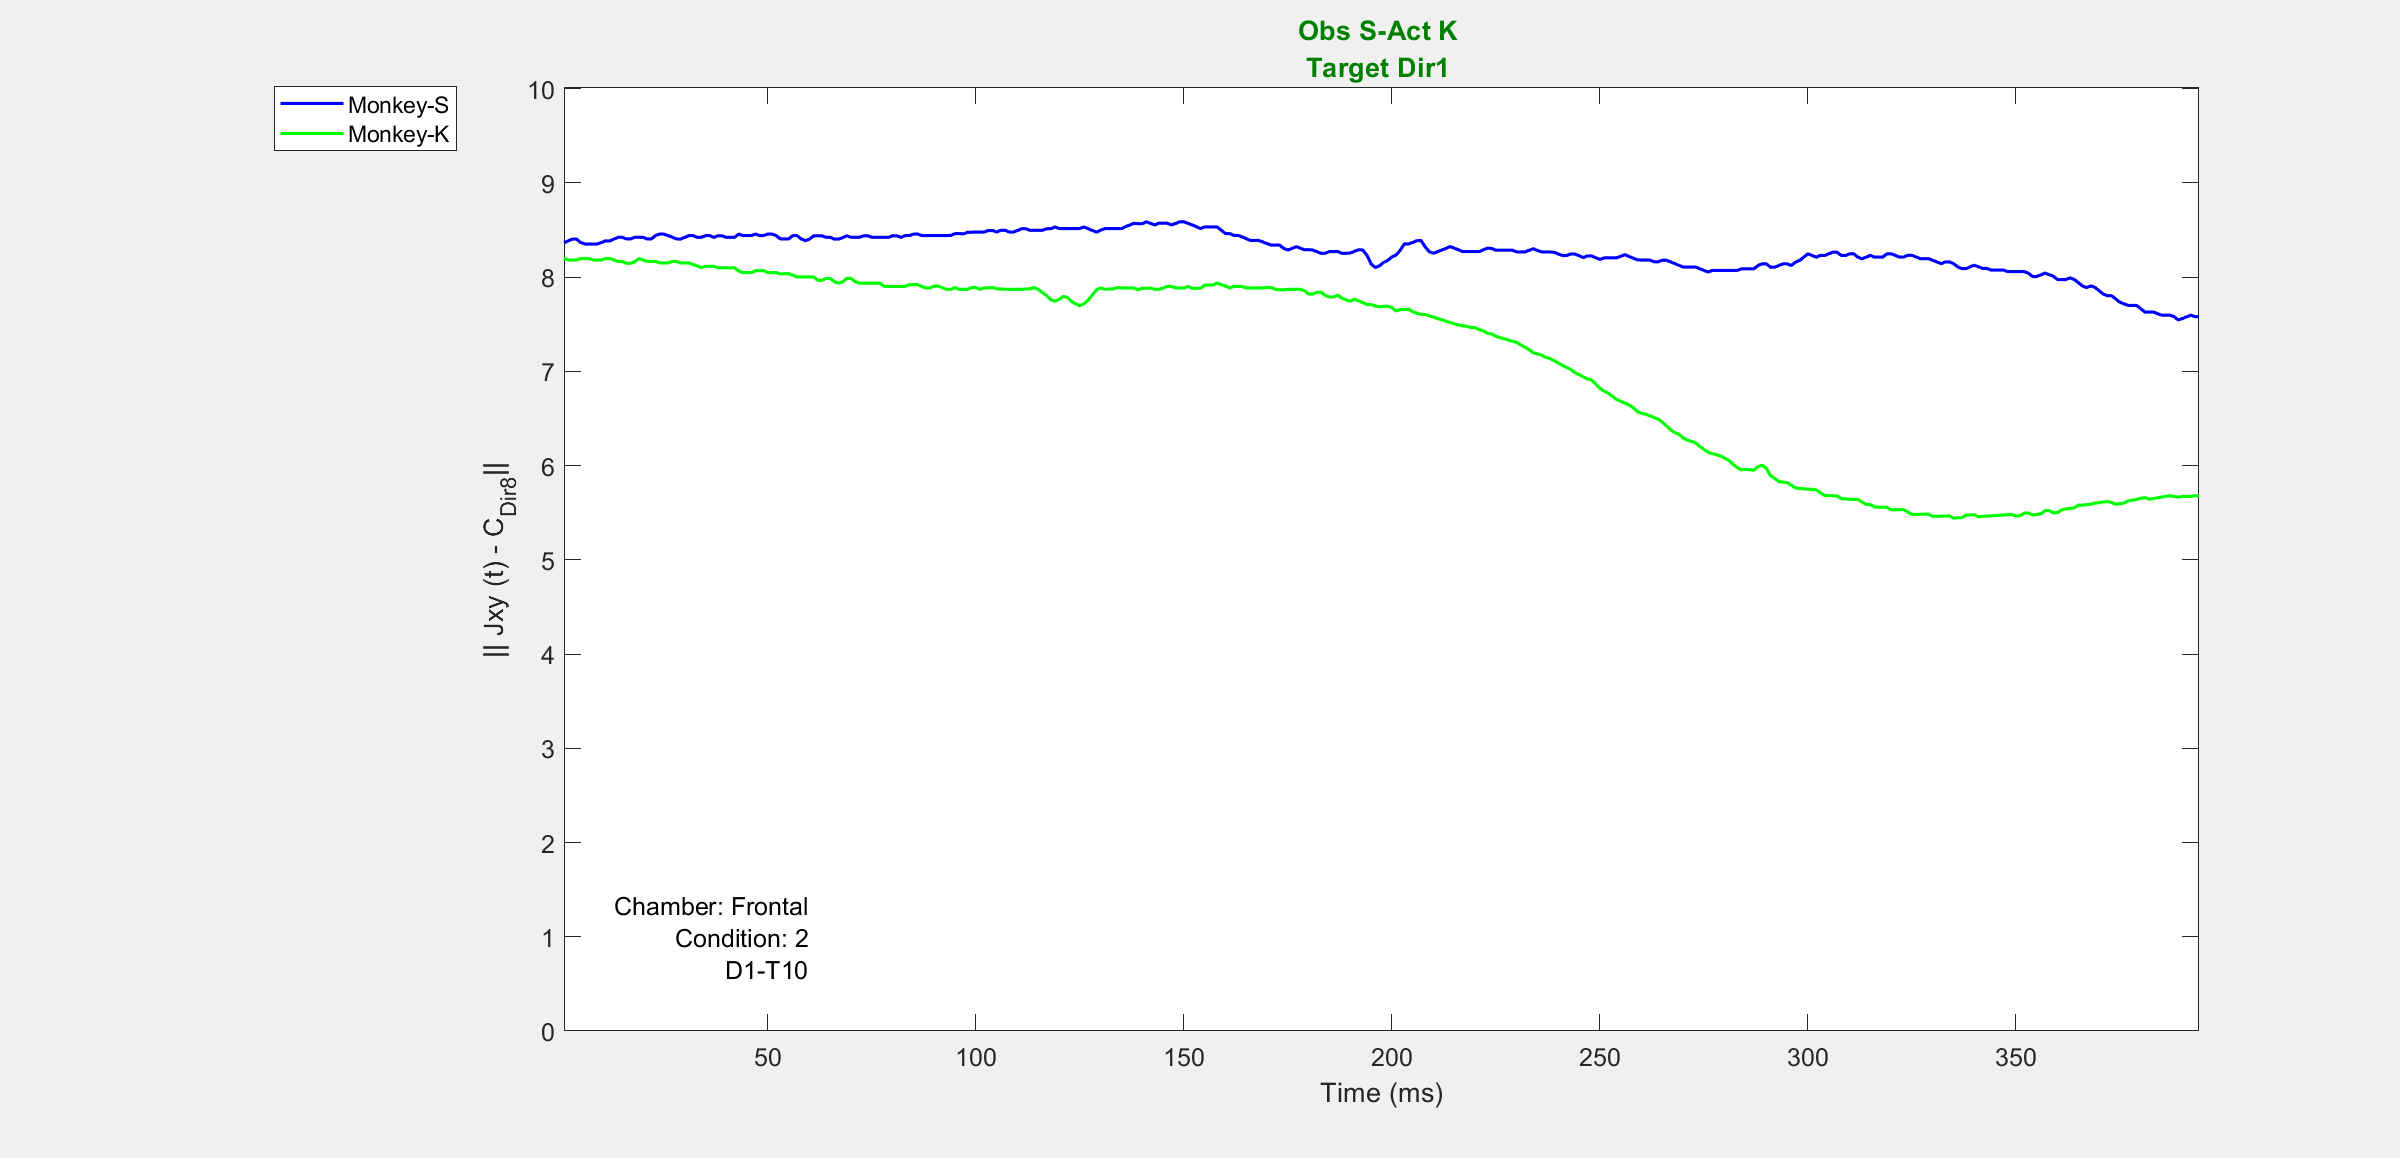 Obs S-Act K
Target Dir1
Monkey-S
Monkey-K
10
9
8
7
6
5
4
3
2
1
0
|| Jxy (t) - C_Dir8||
Chamber: Frontal
Condition: 2
D1-T10
50 100 150 200 250 300 350
Time (ms)